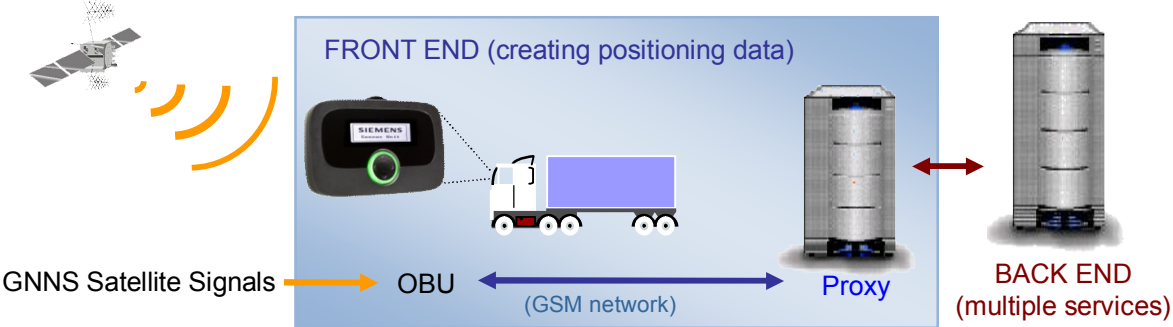 FRONT END (creating positioning data)
SIEMENS
GNNS Satellite Signals
OBU
(GSM network)
Proxy
BACK END
(multiple services)